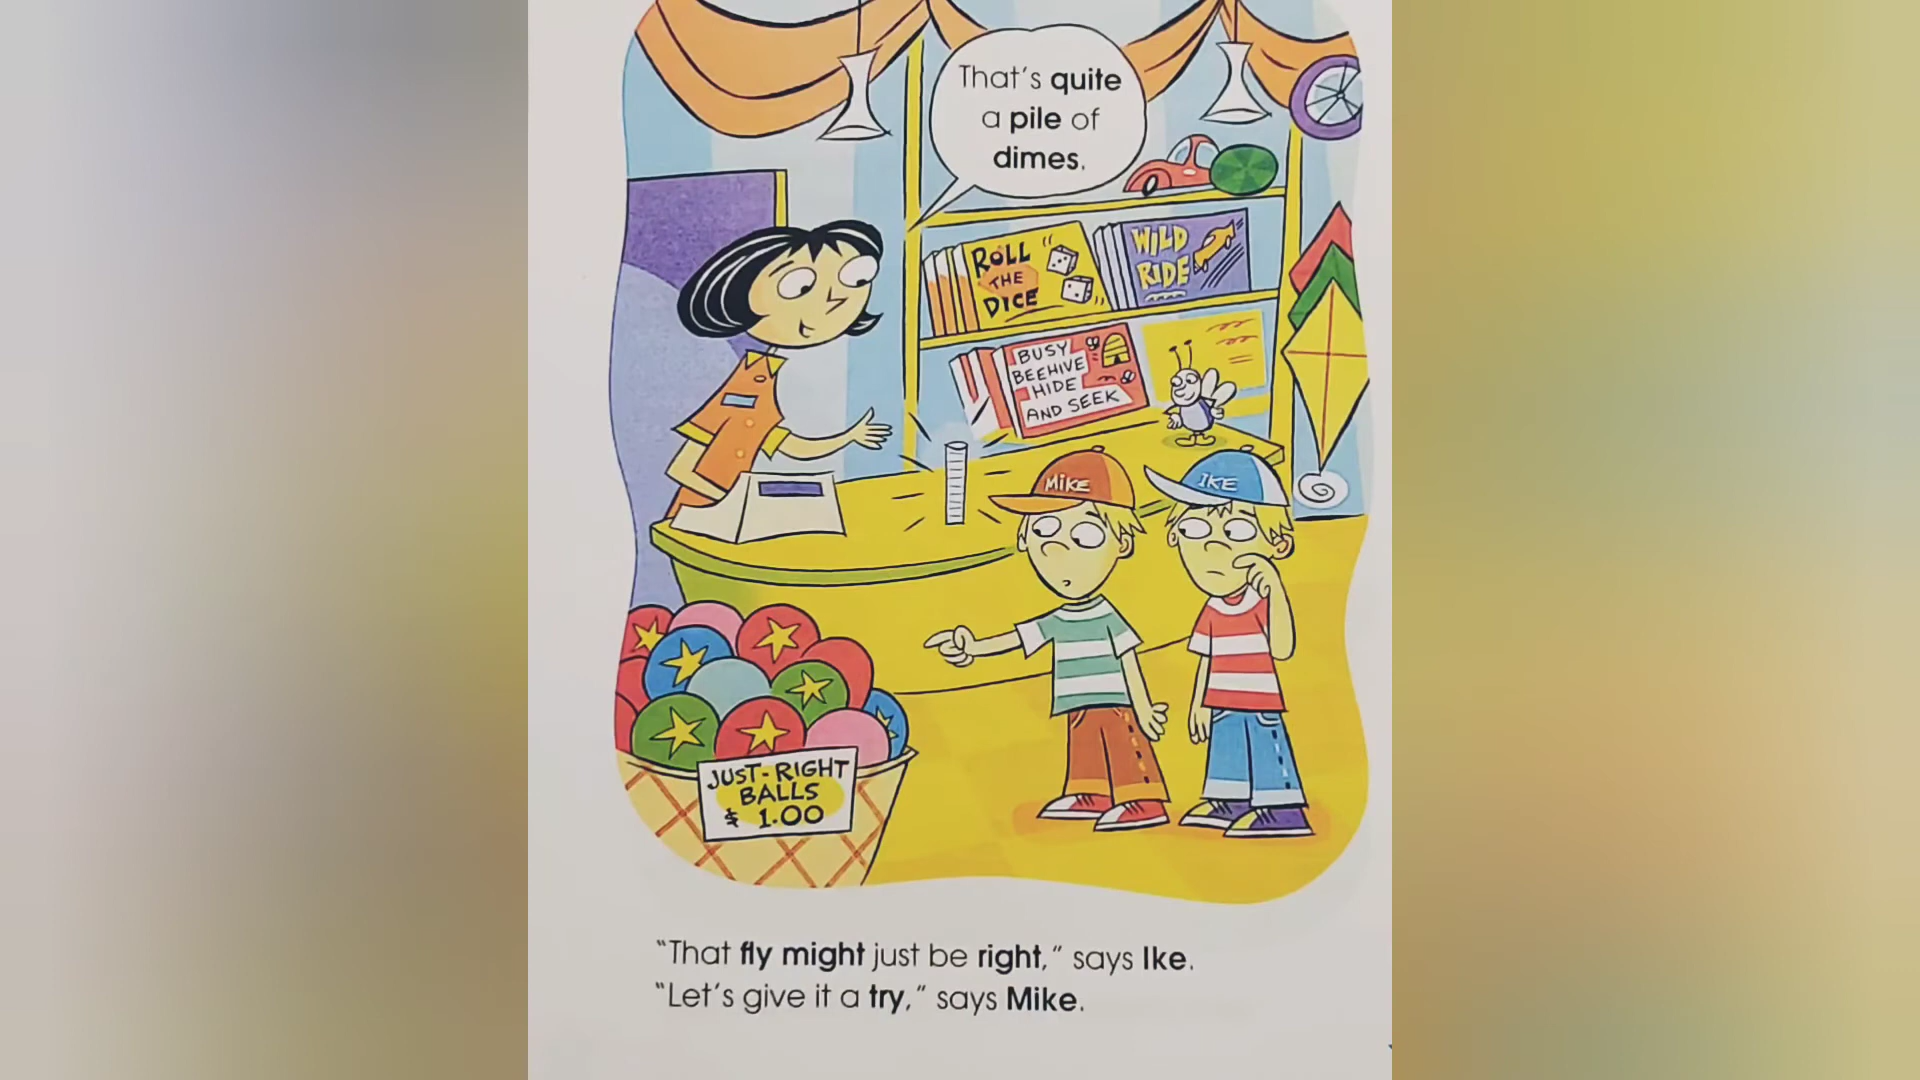 That's quite
a pile of
dimes.
ROLL
THE
DICE
WILD
RIDE
BUSY
BEEHIVE
HIDE
AND SEEK
MIKE
IKE
JUST-RIGHT
BALLS
$1.00
"That fly might just be right," says Ike.
"Let's give it a try," says Mike.